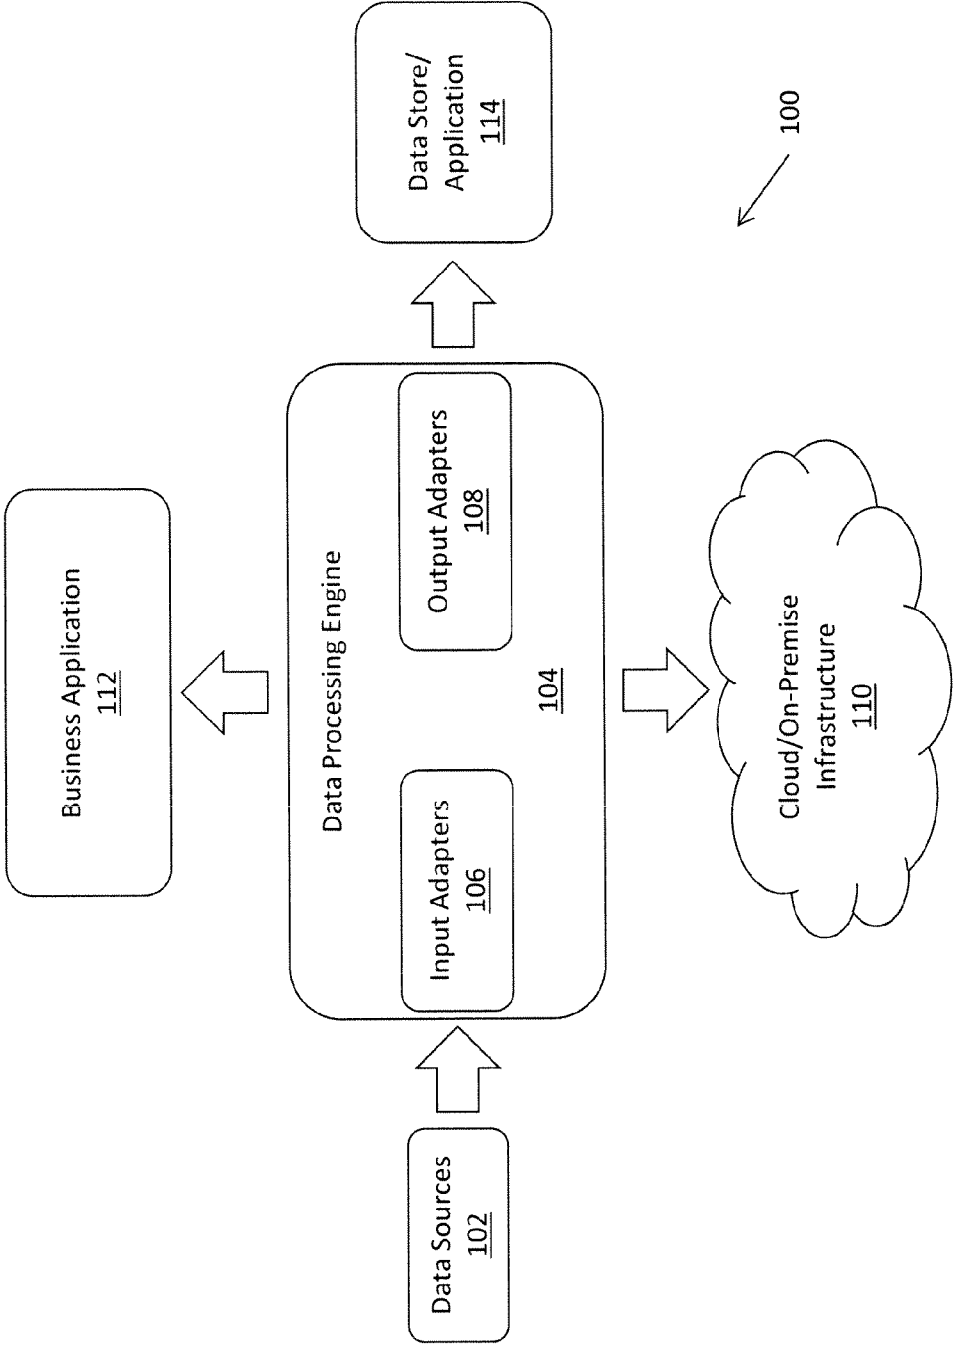 Business Application
112
Data Processing Engine
Data Sources
102
Input Adapters
106
Output Adapters
108
104
Data Store/
Application
114
Cloud/On-Premise
Infrastructure
110
100